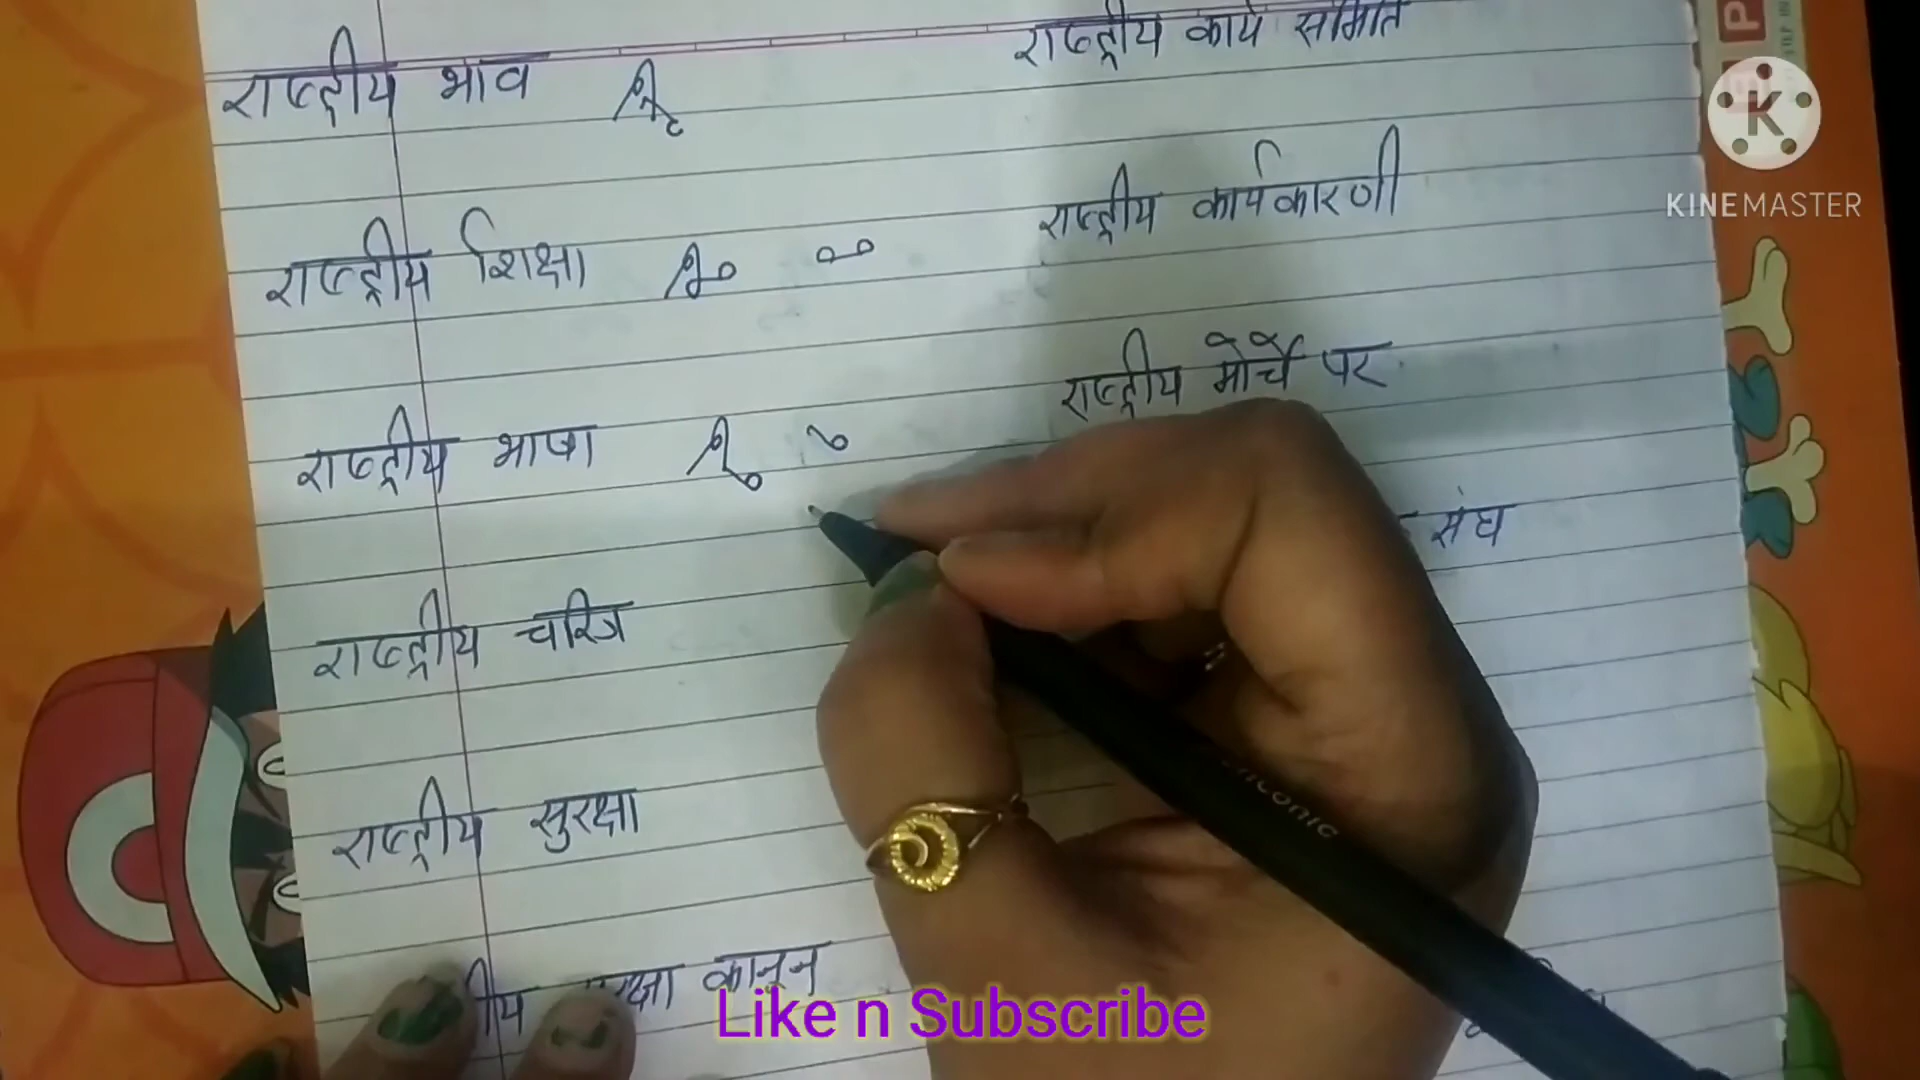 राष्ट्रीय भाव
राष्ट्रीय शिक्षा
राष्ट्रीय भाषा
राष्ट्रीय चरित्र
राष्ट्रीय सुरक्षा
कानून
राष्ट्रीय कार्य समिति
राष्ट्रीय कार्यकारणी
राष्ट्रीय मोर्चे पर
संघ
K
KINEMASTER
Like n Subscribe